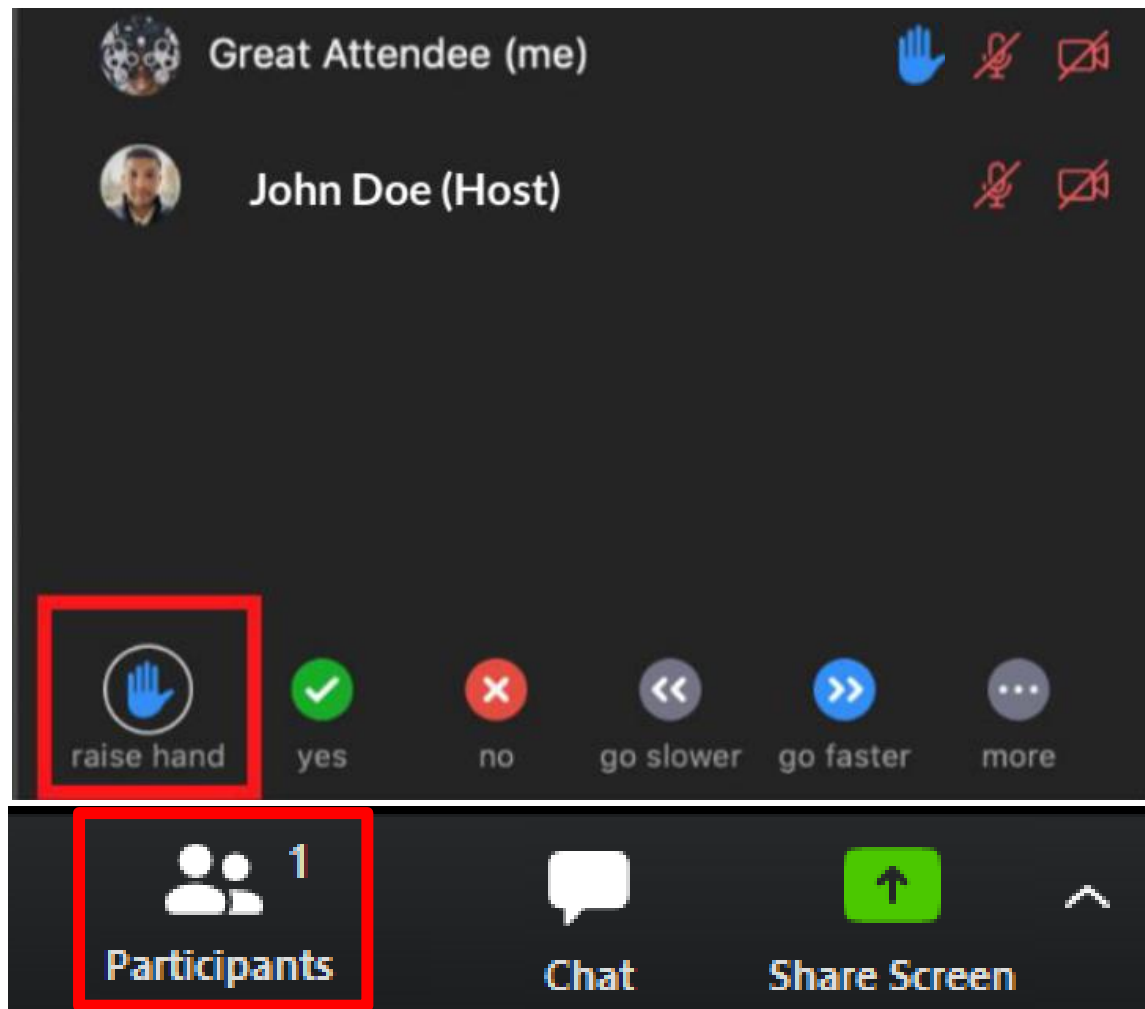 Great Attendee (me)
John Doe (Host)
raise hand yes no go slower go faster more
1
Participants Chat Share Screen